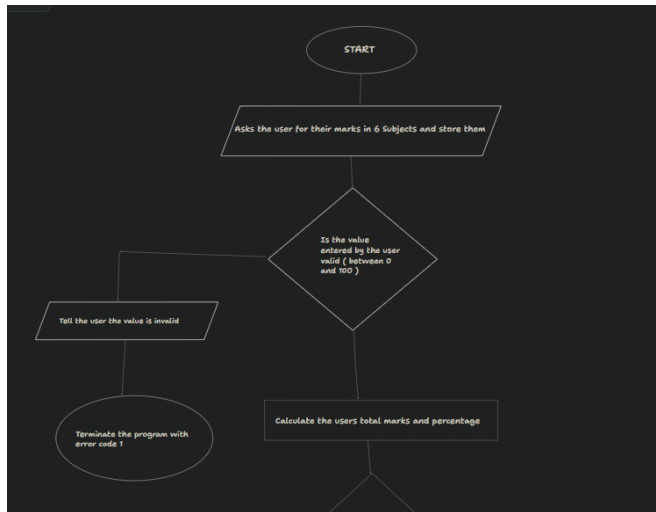 START
Asks the user for their marks in 6 Subjects and store them
Is the value
entered by the user
valid ( between 0
and 100 )
Tell the user the value is invalid
Calculate the users total marks and percentage
Terminate the program with
error code 1